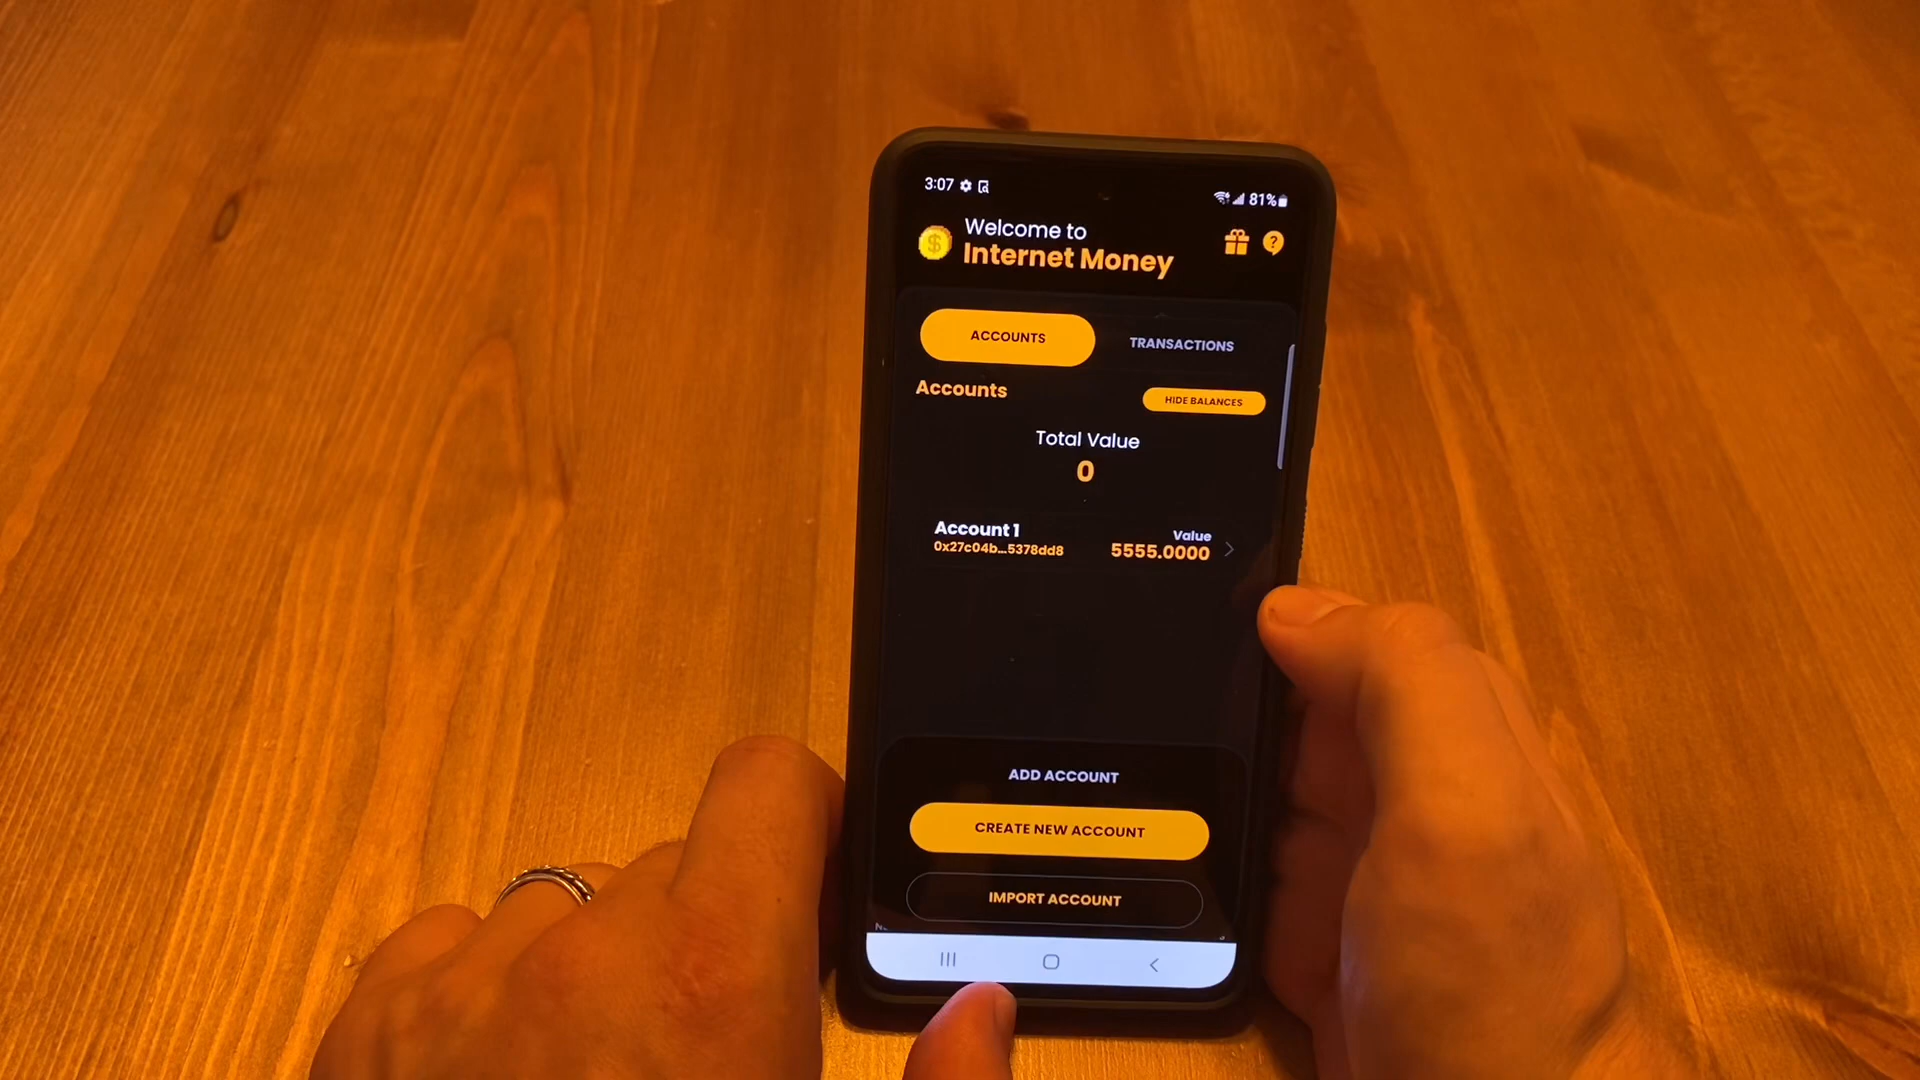 3:07
81%
Welcome to
Internet Money
ACCOUNTS
TRANSACTIONS
Accounts
HIDE BALANCES
Total Value
0
Account 1
Value
0x27c04b...5378dd8
5555.0000
ADD ACCOUNT
CREATE NEW ACCOUNT
IMPORT ACCOUNT